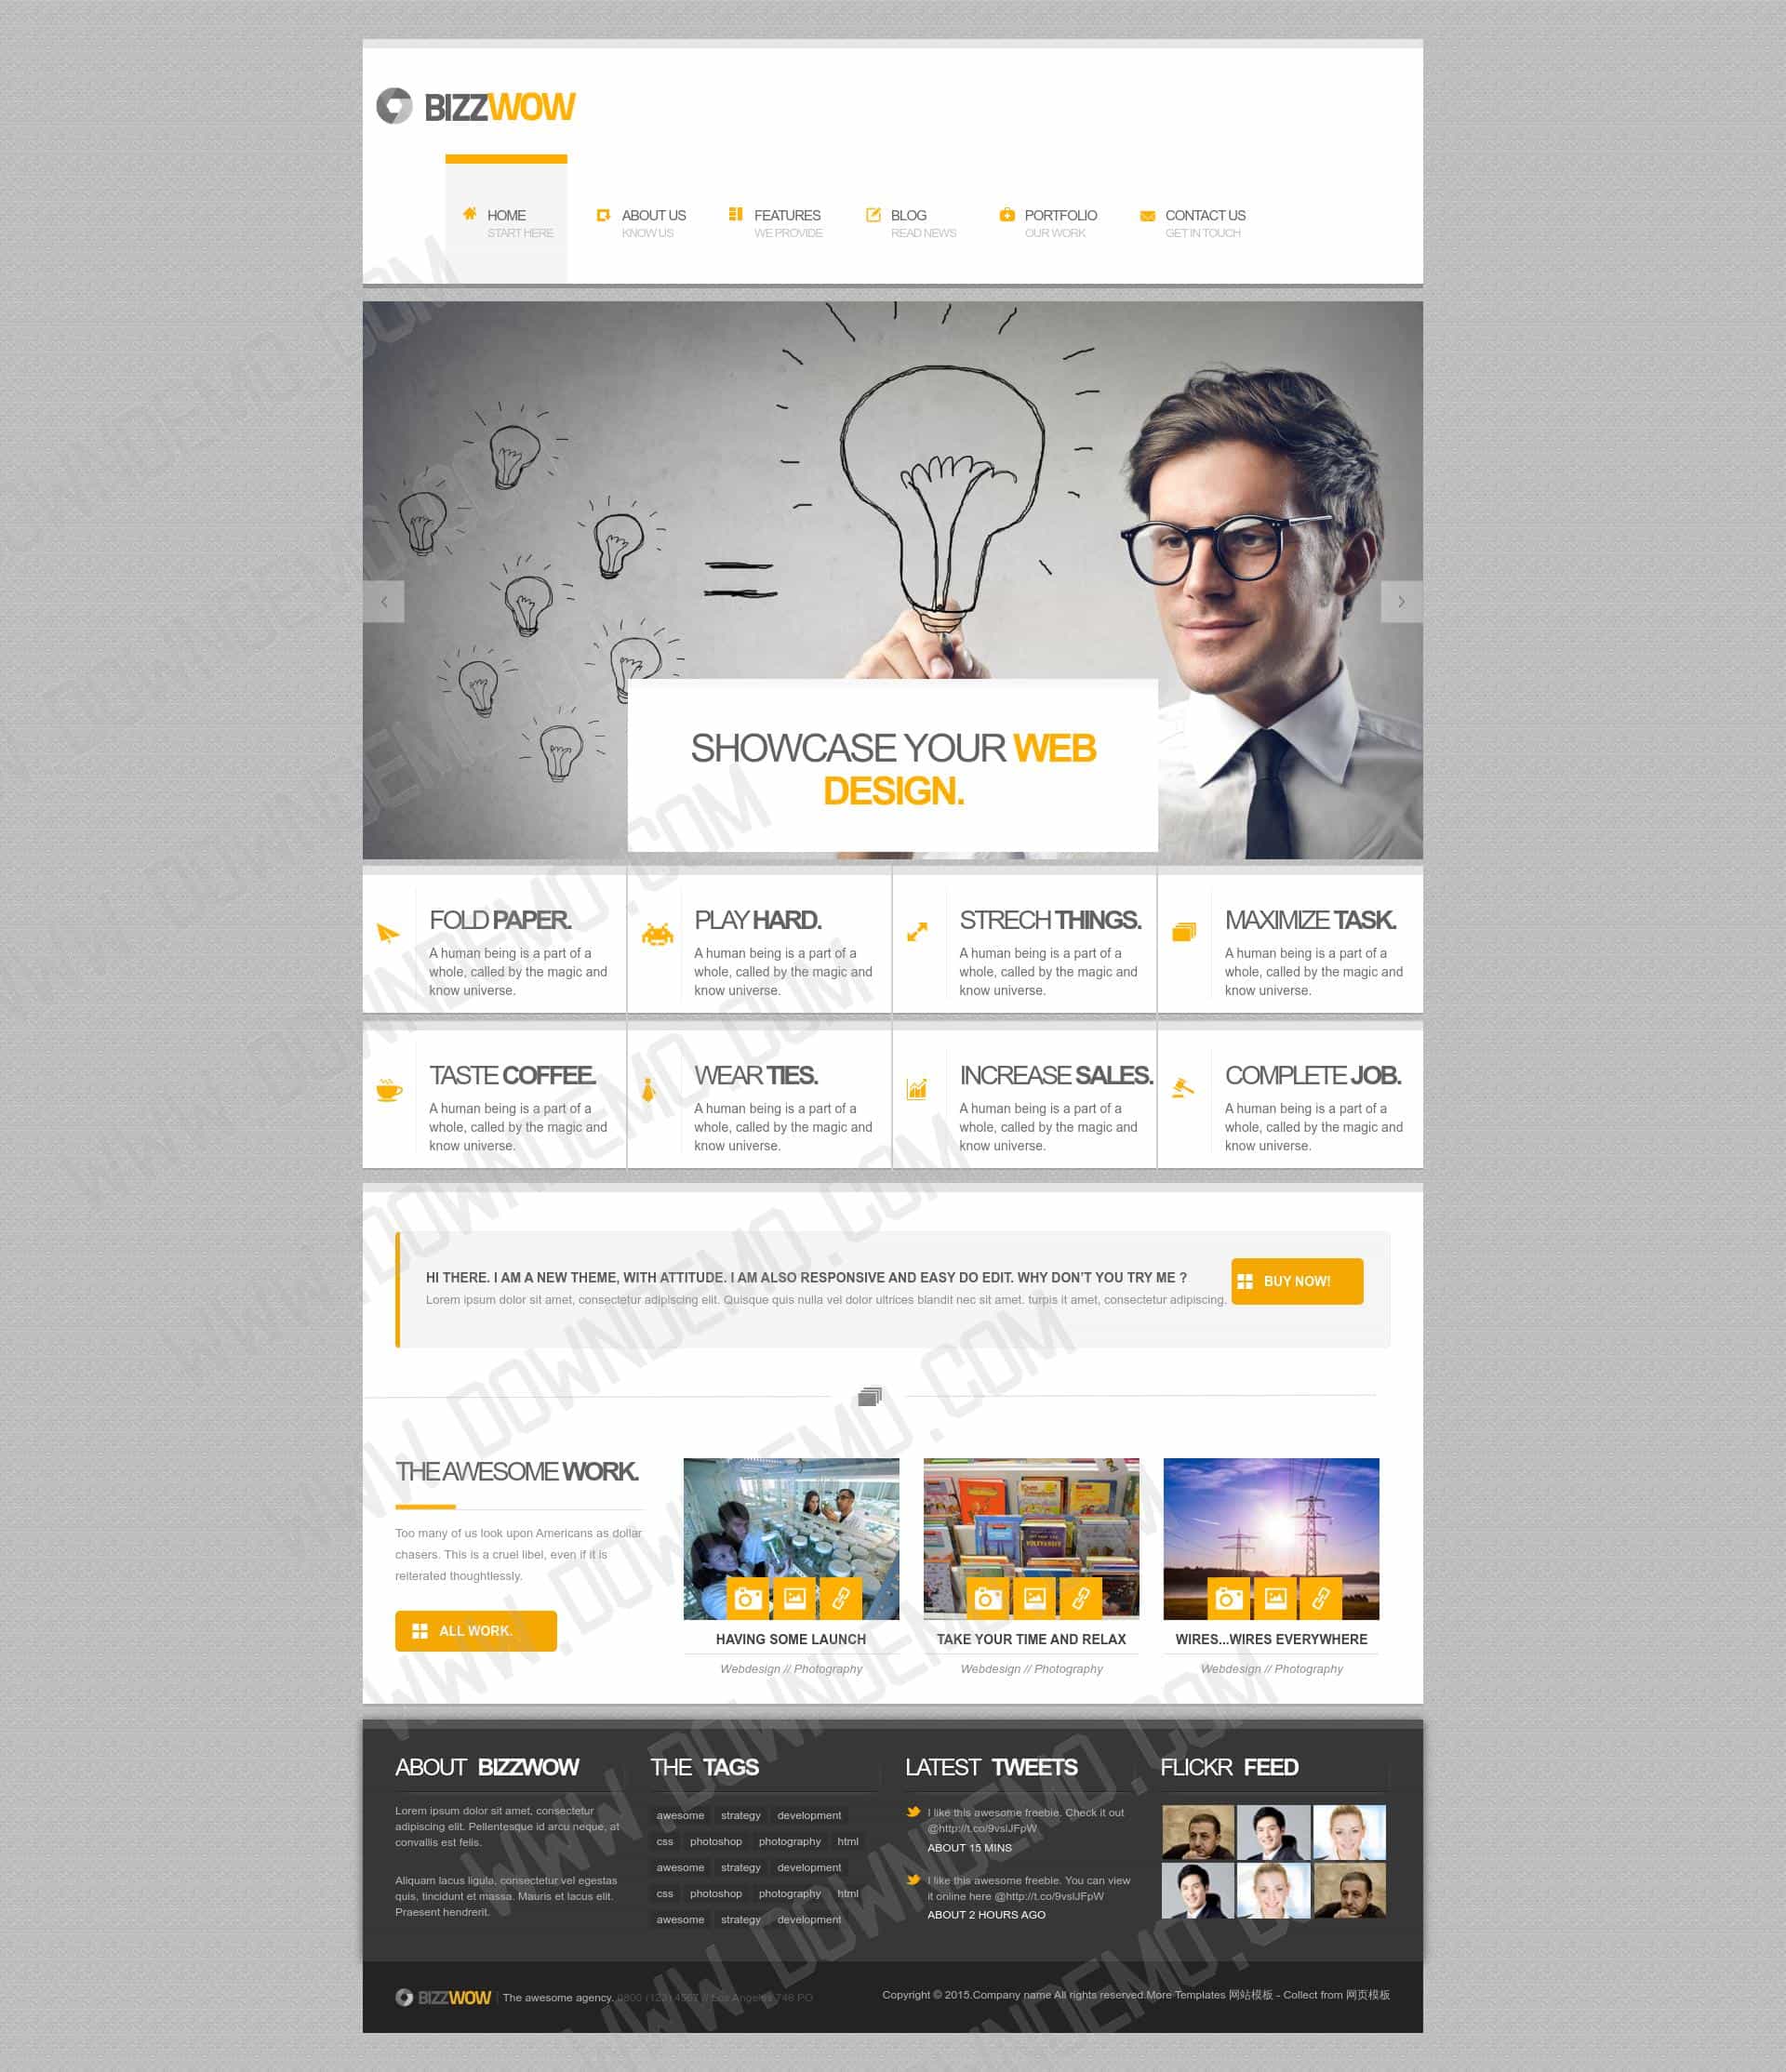 BIZZWOW
HOME
START HERE
ABOUT US
KNOW US
FEATURES
WE PROVIDE
BLOG
READ NEWS
PORTFOLIO
OUR WORK
CONTACT US
GET IN TOUCH
SHOWCASE YOUR WEB
DESIGN.
FOLD PAPER.
A human being is a part of a
whole, called by the magic and
know universe.
PLAY HARD.
A human being is a part of a
whole, called by the magic and
know universe.
STRECH THINGS.
A human being is a part of a
whole, called by the magic and
know universe.
MAXIMIZE TASK.
A human being is a part of a
whole, called by the magic and
know universe.
TASTE COFFEE.
A human being is a part of a
whole, called by the magic and
know universe.
WEAR TIES.
A human being is a part of a
whole, called by the magic and
know universe.
INCREASE SALES.
A human being is a part of a
whole, called by the magic and
know universe.
COMPLETE JOB.
A human being is a part of a
whole, called by the magic and
know universe.
HI THERE. I AM A NEW THEME, WITH ATTITUDE. I AM ALSO RESPONSIVE AND EASY DO EDIT. WHY DON'T YOU TRY ME ?
Lorem ipsum dolor sit amet, consectetur adipiscing elit. Quisque quis nulla vel dolor ultrices blandit nec sit amet. turpis it amet, consectetur adipiscing.
BUY NOW!
THE AWESOME WORK.
Too many of us look upon Americans as dollar
chasers. This is a cruel libel, even if it is
reiterated thoughtlessly.
ALL WORK.
HAVING SOME LAUNCH
Webdesign // Photography
TAKE YOUR TIME AND RELAX
Webdesign // Photography
WIRES...WIRES EVERYWHERE
Webdesign // Photography
ABOUT BIZZWOW
Lorem ipsum dolor sit amet, consectetur
adipiscing elit. Pellentesque id arcu neque, at
convallis est felis.
Aliquam lacus ligula, consectetur vel egestas
quis, tincidunt et massa. Mauris et lacus elit.
Praesent hendrerit.
THE TAGS
awesome strategy development
css photoshop photography html
awesome strategy development
css photoshop photography html
awesome strategy development
LATEST TWEETS
I like this awesome freebie. Check it out
@http://t.co/9vslJFpW
ABOUT 15 MINS
I like this awesome freebie. You can view
it online here @http://t.co/9vslJFpW
ABOUT 2 HOURS AGO
FLICKR FEED
BIZZWOW
The awesome agency. 0800 (123) 4567 // Los Angeles 746 PO
Copyright © 2015.Company name All rights reserved.More Templates 网站模板 - Collect from 网页模板
WWW.DOWNDEMO.COM